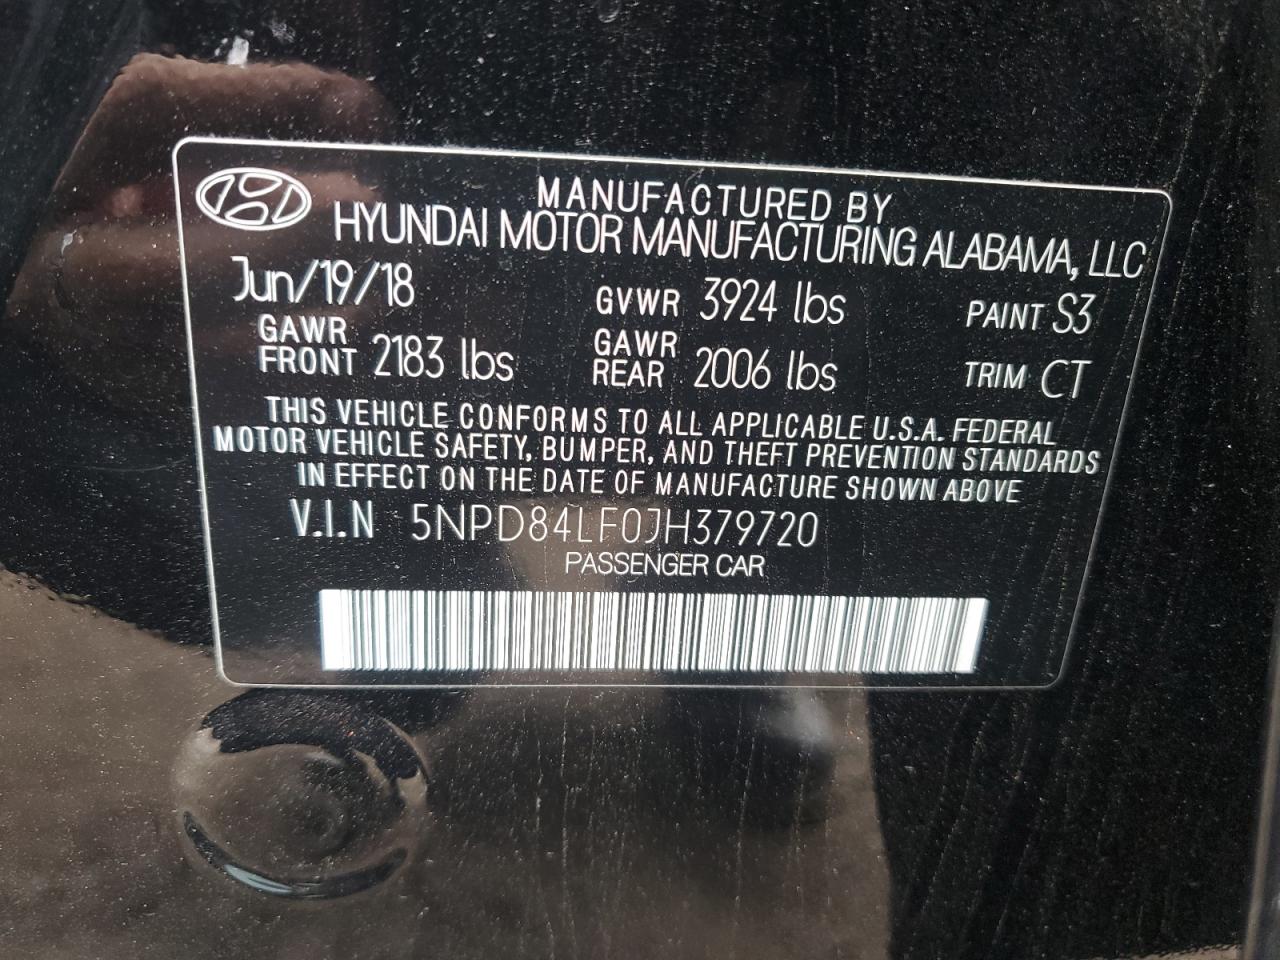 MANUFACTURED BY
HYUNDAI MOTOR MANUFACTURING ALABAMA, LLC
Jun/19/18 GVWR 3924 lbs PAINT S3
GAWR FRONT 2183 lbs GAWR REAR 2006 lbs TRIM CT
THIS VEHICLE CONFORMS TO ALL APPLICABLE U.S.A. FEDERAL
MOTOR VEHICLE SAFETY, BUMPER, AND THEFT PREVENTION STANDARDS
IN EFFECT ON THE DATE OF MANUFACTURE SHOWN ABOVE
V.I.N 5NPD84LF0JH379720
PASSENGER CAR